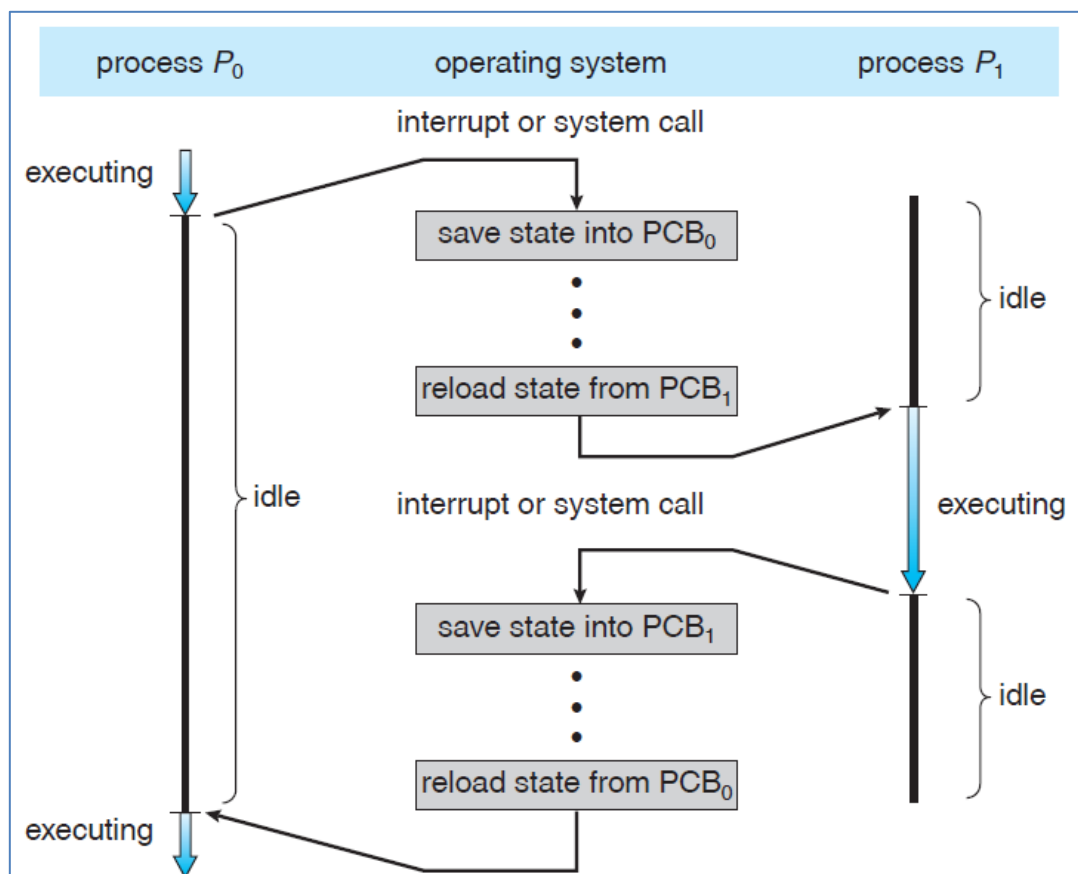 process P₀ operating system process P₁
interrupt or system call
executing
save state into PCB₀
idle
reload state from PCB₁
idle
interrupt or system call
executing
save state into PCB₁
idle
reload state from PCB₀
executing